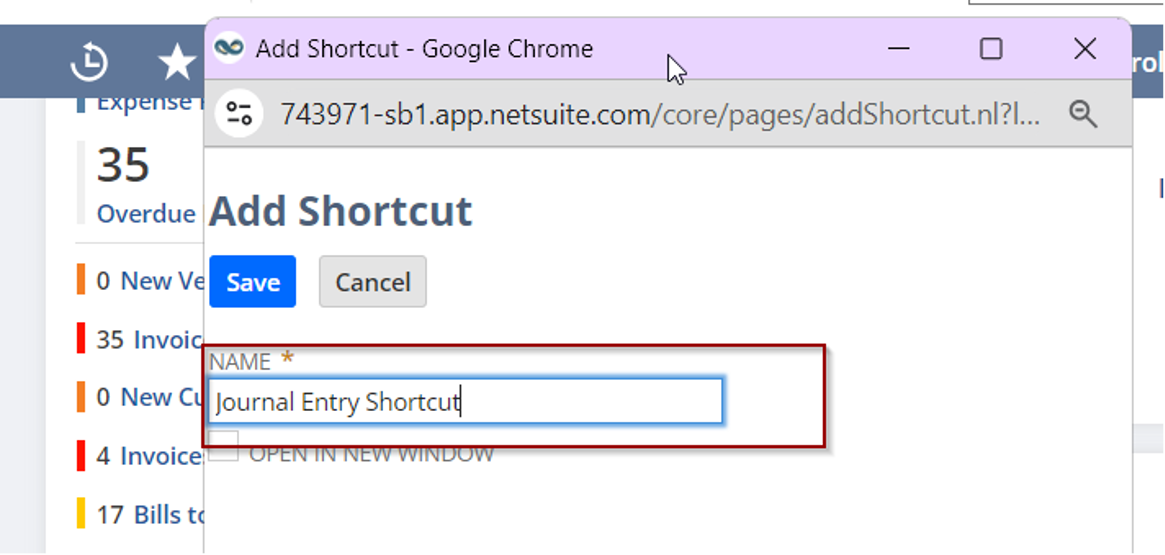 Add Shortcut - Google Chrome
rol
743971-sb1.app.netsuite.com/core/pages/addShortcut.nl?l...
Expense
35
Overdue
Add Shortcut
0 New Ve
Save
Cancel
35 Invoic
NAME *
0 New Cu
Journal Entry Shortcut
4 Invoice
OPEN IN NEW WINDOW
17 Bills to